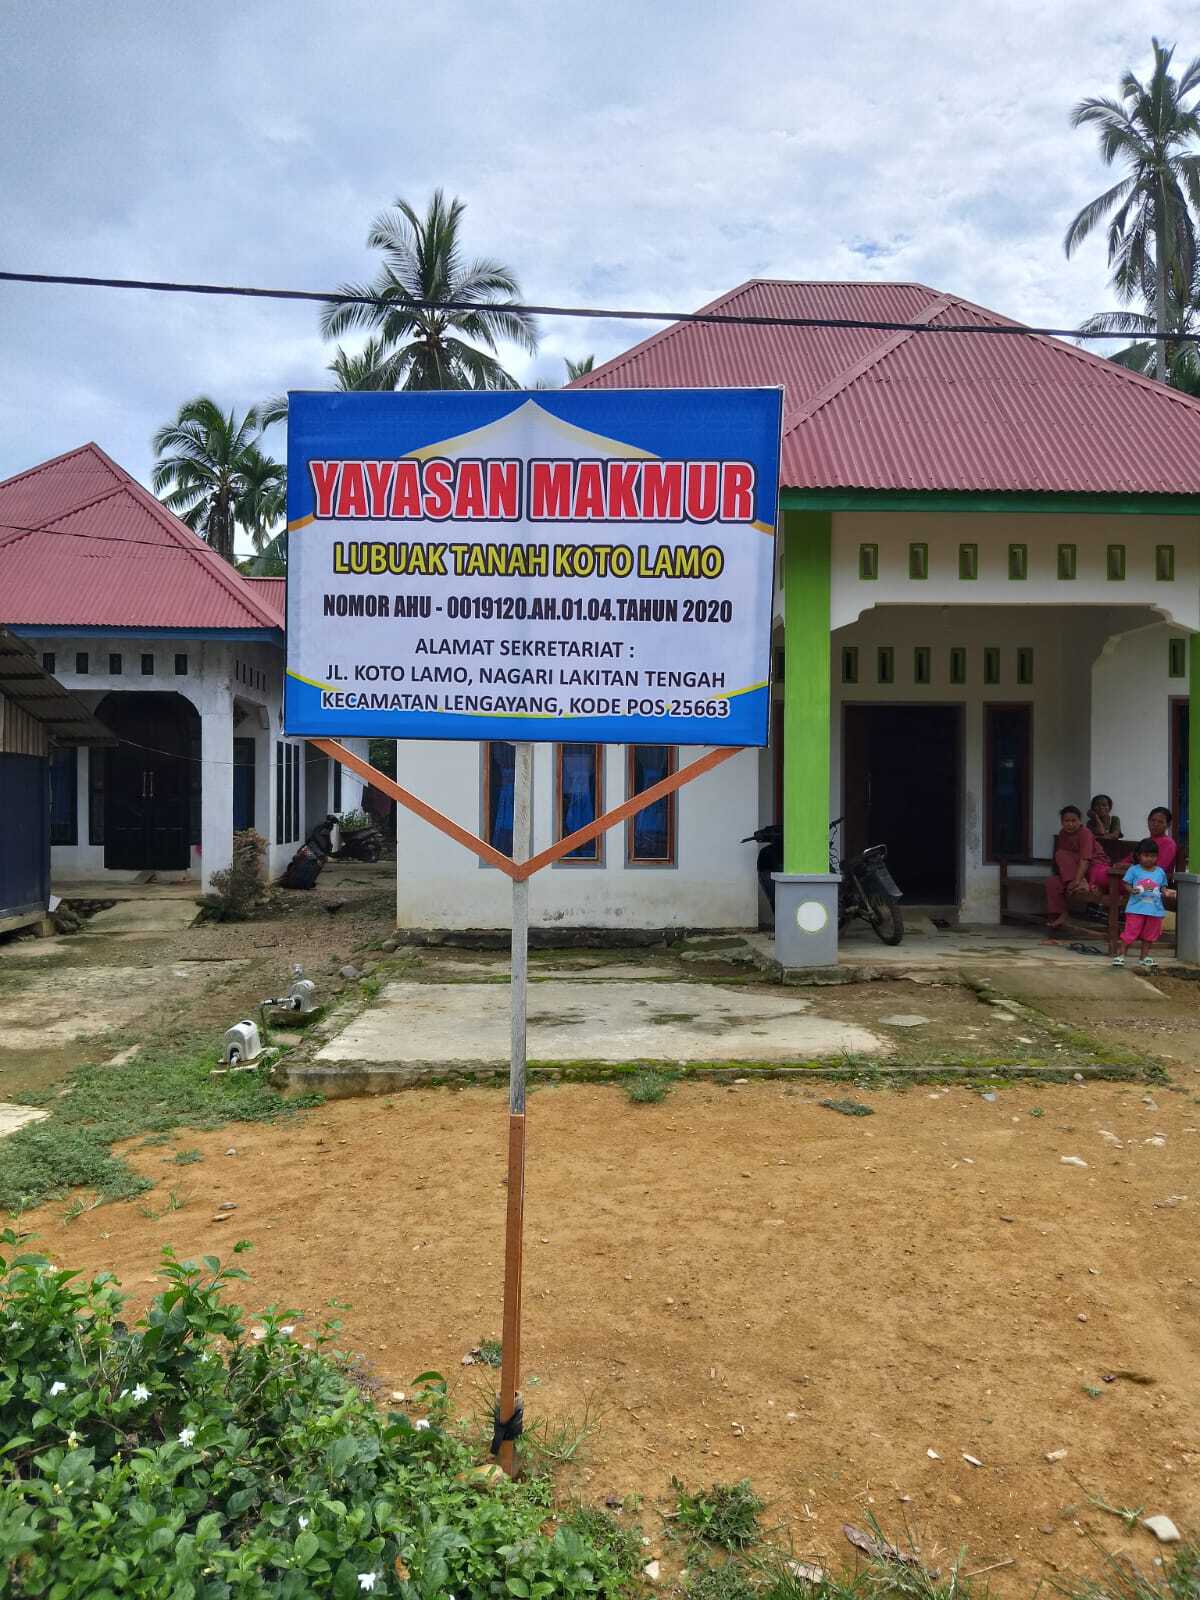 YAYASAN MAKMUR
LUBUAK TANAH KOTO LAMO
NOMOR AHU - 0019120.AH.01.04.TAHUN 2020
ALAMAT SEKRETARIAT :
JL. KOTO LAMO, NAGARI LAKITAN TENGAH
KECAMATAN LENGAYANG, KODE POS 25663